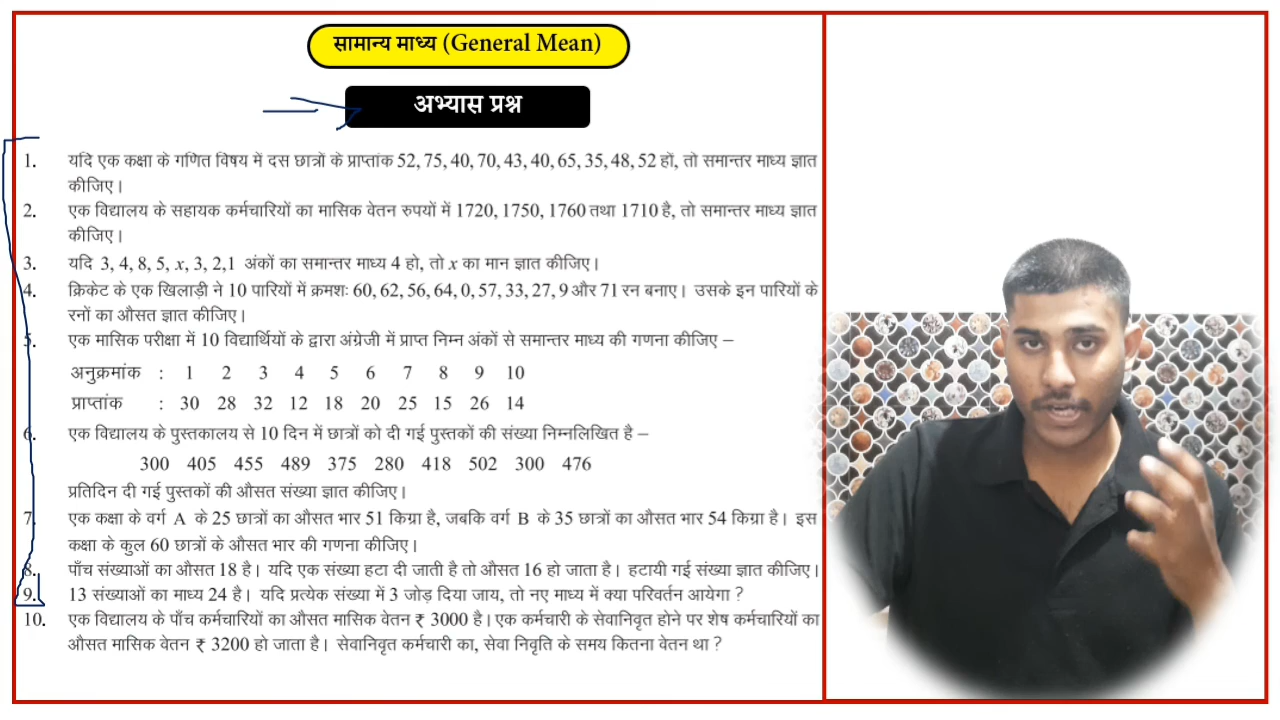 सामान्य माध्य (General Mean)
अभ्यास प्रश्न
1. यदि एक कक्षा के गणित विषय में दस छात्रों के प्राप्तांक 52, 75, 40, 70, 43, 40, 65, 35, 48, 52 हों, तो समान्तर माध्य ज्ञात
कीजिए।
2. एक विद्यालय के सहायक कर्मचारियों का मासिक वेतन रुपयों में 1720, 1750, 1760 तथा 1710 है, तो समान्तर माध्य ज्ञात
कीजिए।
3. यदि 3, 4, 8, 5, x, 3, 2,1 अंकों का समान्तर माध्य 4 हो, तो x का मान ज्ञात कीजिए।
4. क्रिकेट के एक खिलाड़ी ने 10 पारियों में क्रमशः 60, 62, 56, 64, 0, 57, 33, 27, 9 और 71 रन बनाए। उसके इन पारियों के
रनों का औसत ज्ञात कीजिए।
5. एक मासिक परीक्षा में 10 विद्यार्थियों के द्वारा अंग्रेजी में प्राप्त निम्न अंकों से समान्तर माध्य की गणना कीजिए –
अनुक्रमांक : 1 2 3 4 5 6 7 8 9 10
प्राप्तांक : 30 28 32 12 18 20 25 15 26 14
6. एक विद्यालय के पुस्तकालय से 10 दिन में छात्रों को दी गई पुस्तकों की संख्या निम्नलिखित है –
300 405 455 489 375 280 418 502 300 476
प्रतिदिन दी गई पुस्तकों की औसत संख्या ज्ञात कीजिए।
7. एक कक्षा के वर्ग A के 25 छात्रों का औसत भार 51 किग्रा है, जबकि वर्ग B के 35 छात्रों का औसत भार 54 किग्रा है। इस
कक्षा के कुल 60 छात्रों के औसत भार की गणना कीजिए।
8. पाँच संख्याओं का औसत 18 है। यदि एक संख्या हटा दी जाती है तो औसत 16 हो जाता है। हटायी गई संख्या ज्ञात कीजिए।
9. 13 संख्याओं का माध्य 24 है। यदि प्रत्येक संख्या में 3 जोड़ दिया जाय, तो नए माध्य में क्या परिवर्तन आयेगा ?
10. एक विद्यालय के पाँच कर्मचारियों का औसत मासिक वेतन ₹ 3000 है। एक कर्मचारी के सेवानिवृत होने पर शेष कर्मचारियों का
औसत मासिक वेतन ₹ 3200 हो जाता है। सेवानिवृत कर्मचारी का, सेवा निवृति के समय कितना वेतन था ?